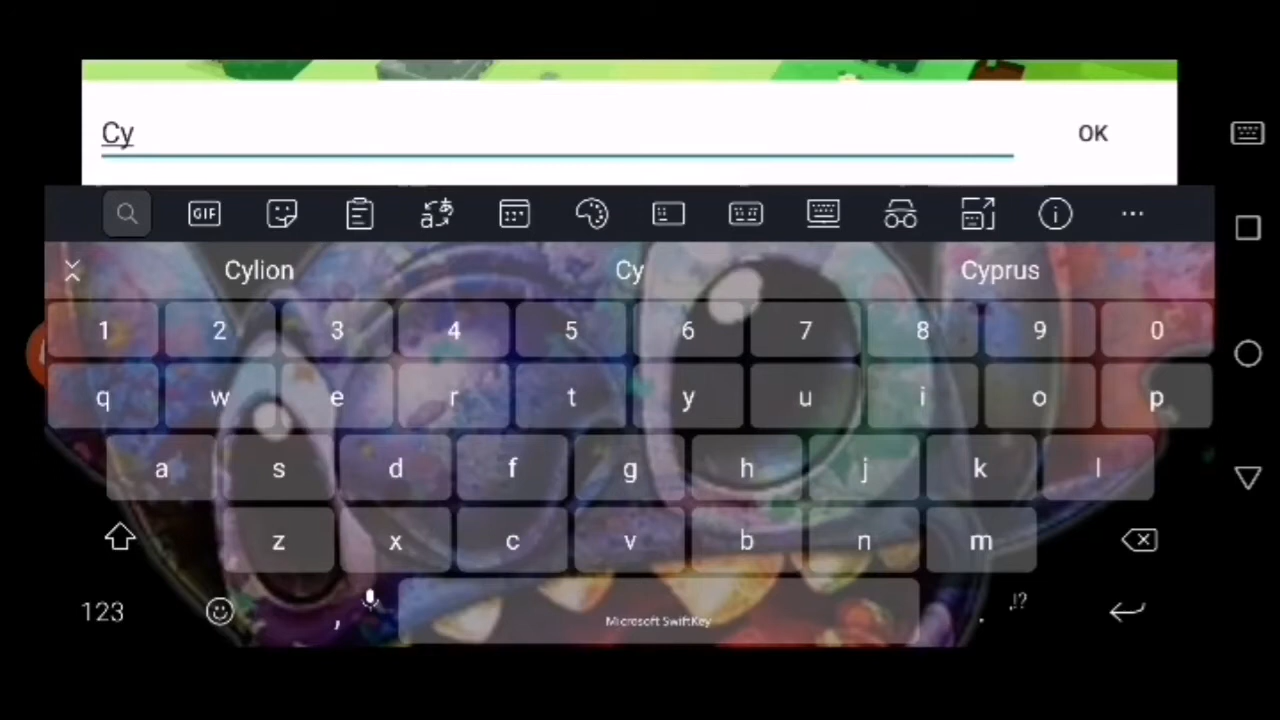 Cy
OK
GIF
Cylion Cy Cyprus
1 2 3 4 5 6 7 8 9 0
q w e r t y u i o p
a s d f g h j k l
z x c v b n m
123 , Microsoft SwiftKey . ,!?